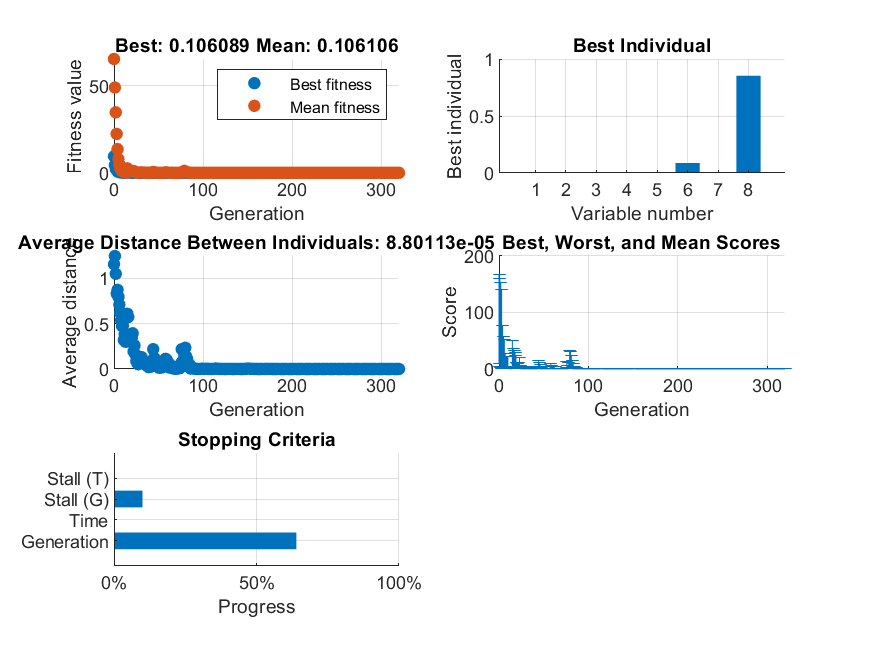 Best: 0.106089 Mean: 0.106106
Fitness value
50
0
Best fitness
Mean fitness
0 100 200 300
Generation
Best Individual
Best individual
1
0.5
0
1 2 3 4 5 6 7 8
Variable number
Average Distance Between Individuals: 8.80113e-05
Average distance
1
0.5
0
0 100 200 300
Generation
Best, Worst, and Mean Scores
Score
200
100
0
0 100 200 300
Generation
Stopping Criteria
Stall (T)
Stall (G)
Time
Generation
0% 50% 100%
Progress